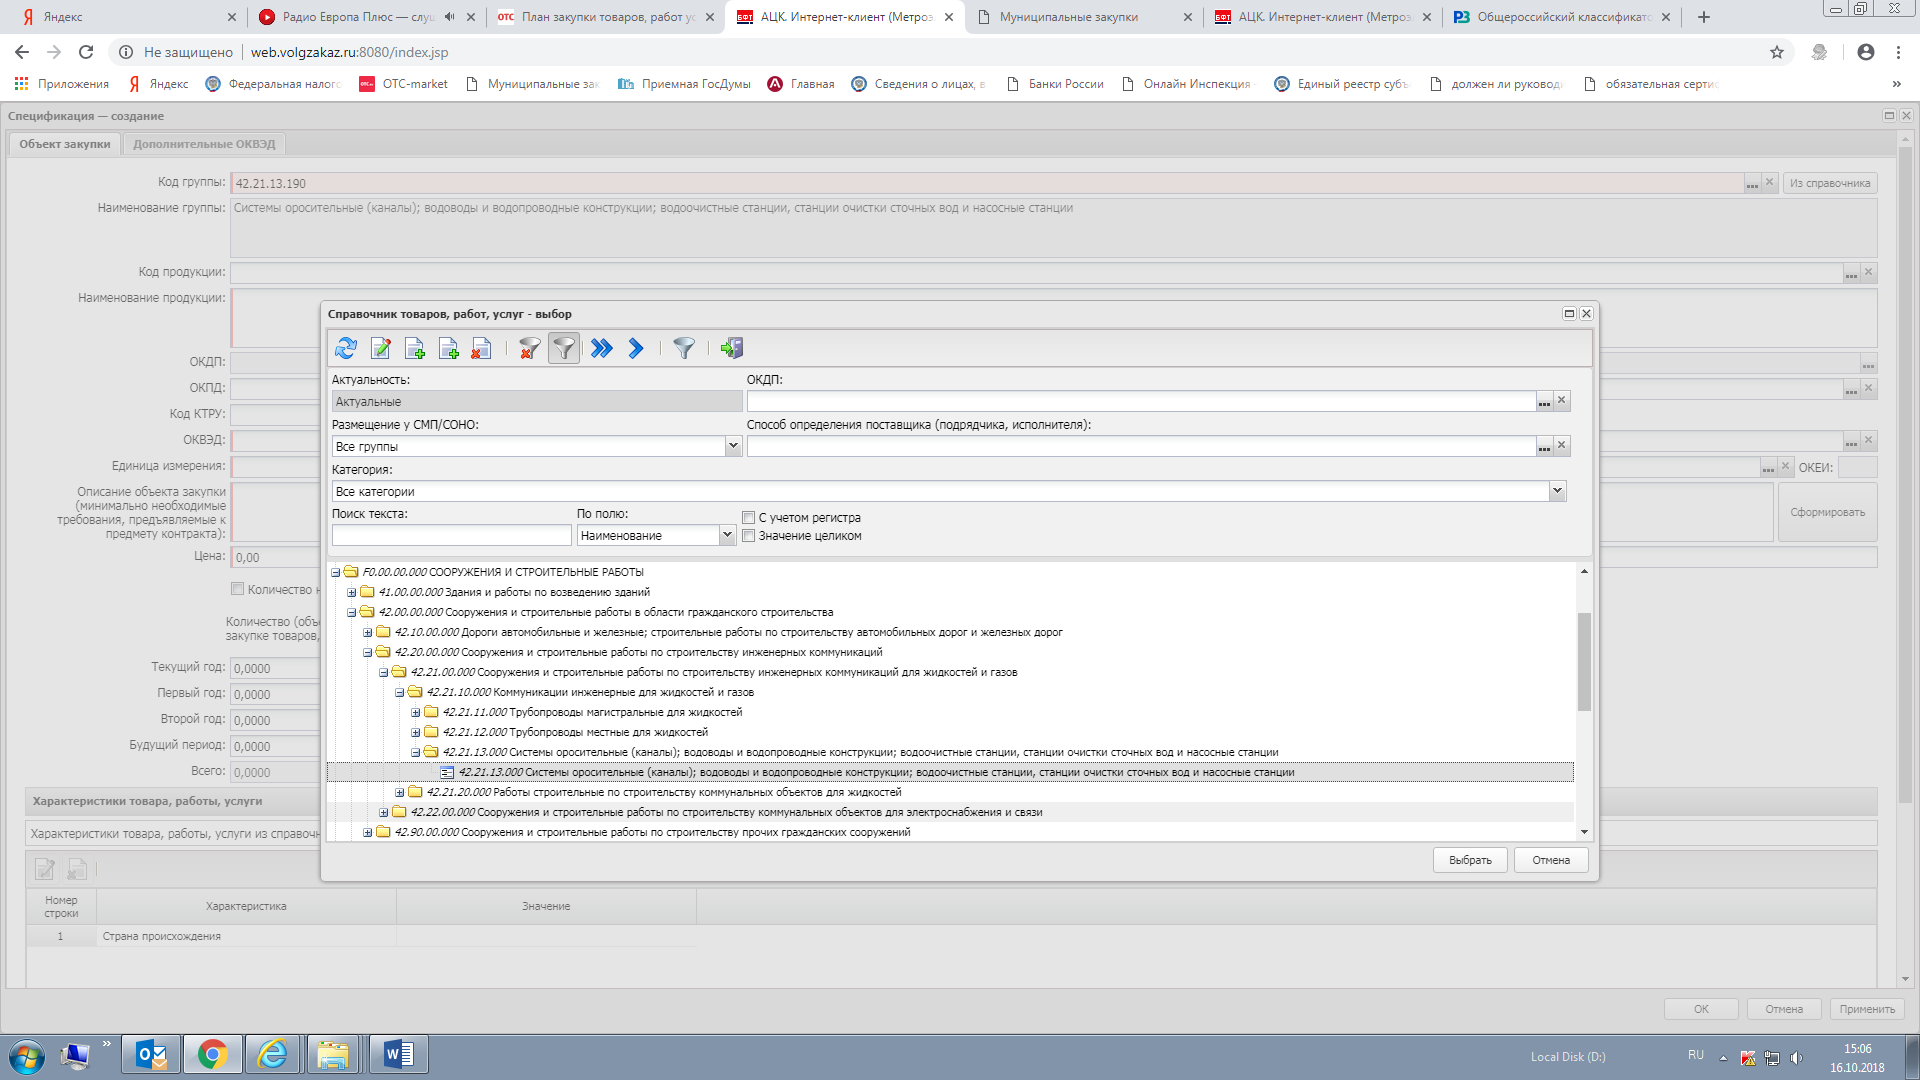 Яндекс
Радио Европа Плюс — слуш
План закупки товаров, работ ус
АЦК. Интернет-клиент (Метроэ
Муниципальные закупки
АЦК. Интернет-клиент (Метроэ
Общероссийский классификато
Не защищено web.volgzakaz.ru:8080/index.jsp
Приложения Яндекс Федеральная налого ОТС-market Муниципальные зак Приемная ГосДумы Главная Сведения о лицах, в Банки России Онлайн Инспекция Единый реестр субъ должен ли руковод обязательная серти »
Спецификация — создание
Объект закупки Дополнительные ОКВЭД
Код группы: 42.21.13.190 ... Из справочника
Наименование группы: Системы оросительные (каналы); водоводы и водопроводные конструкции; водоочистные станции, станции очистки сточных вод и насосные станции
Код продукции:
Наименование продукции:
ОКДП:
ОКПД:
Код КТРУ:
ОКВЭД:
Единица измерения: ОКЕИ:
Описание объекта закупки
(минимально необходимые
требования, предъявляемые к
предмету контракта): Сформировать
Цена: 0,00
Количество н
Количество (объе
закупке товаров,
Текущий год: 0,0000
Первый год: 0,0000
Второй год: 0,0000
Будущий период: 0,0000
Всего: 0,0000
Характеристики товара, работы, услуги
Характеристики товара, работы, услуги из справочн
Номер строки Характеристика Значение
1 Страна происхождения
ОК Отмена Применить
Справочник товаров, работ, услуг - выбор
Актуальность: ОКДП:
Актуальные
Размещение у СМП/СОНО: Способ определения поставщика (подрядчика, исполнителя):
Все группы
Категория:
Все категории
Поиск текста: По полю: С учетом регистра
Наименование Значение целиком
F0.00.00.000 СООРУЖЕНИЯ И СТРОИТЕЛЬНЫЕ РАБОТЫ
41.00.00.000 Здания и работы по возведению зданий
42.00.00.000 Сооружения и строительные работы в области гражданского строительства
42.10.00.000 Дороги автомобильные и железные; строительные работы по строительству автомобильных дорог и железных дорог
42.20.00.000 Сооружения и строительные работы по строительству инженерных коммуникаций
42.21.00.000 Сооружения и строительные работы по строительству инженерных коммуникаций для жидкостей и газов
42.21.10.000 Коммуникации инженерные для жидкостей и газов
42.21.11.000 Трубопроводы магистральные для жидкостей
42.21.12.000 Трубопроводы местные для жидкостей
42.21.13.000 Системы оросительные (каналы); водоводы и водопроводные конструкции; водоочистные станции, станции очистки сточных вод и насосные станции
42.21.13.000 Системы оросительные (каналы); водоводы и водопроводные конструкции; водоочистные станции, станции очистки сточных вод и насосные станции
42.21.20.000 Работы строительные по строительству коммунальных объектов для жидкостей
42.22.00.000 Сооружения и строительные работы по строительству коммунальных объектов для электроснабжения и связи
42.90.00.000 Сооружения и строительные работы по строительству прочих гражданских сооружений
Выбрать Отмена
Local Disk (D:) RU 15:06
16.10.2018